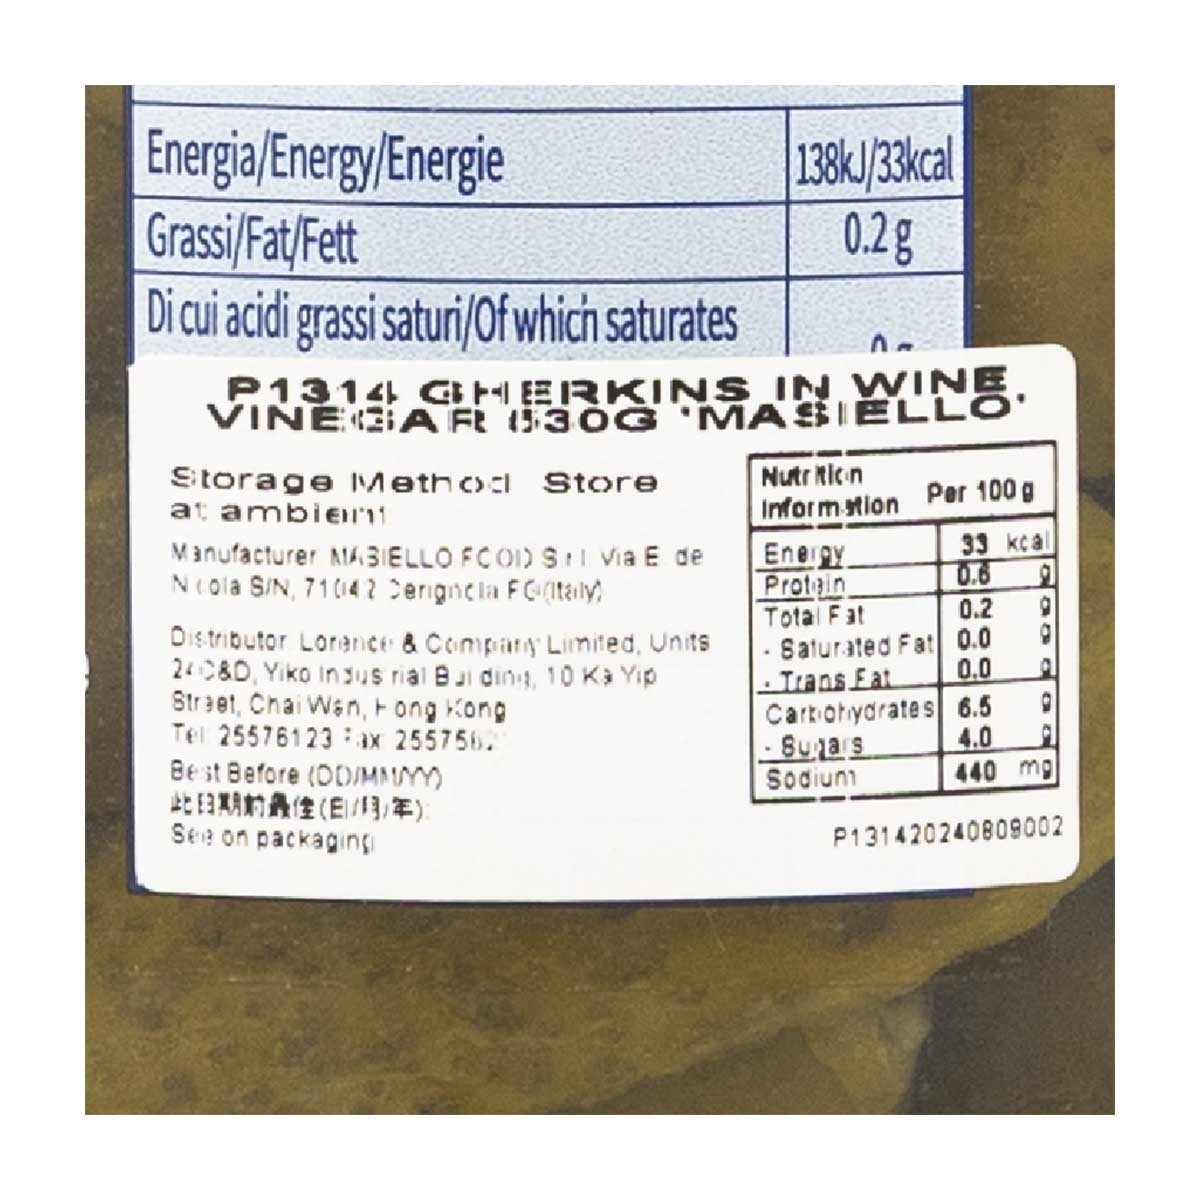 Energia/Energy/Energie 138kJ/33kcal
Grassi/Fat/Fett 0.2 g
Di cui acidi grassi saturi/Of which saturates
P1314 GHERKINS IN WINE
VINEGAR 'MASIELLO'
Storage Method Store
at ambient
Manufacturer MASIELLO FOOD S.r.l. Via E. de
Nicola S/N, 71042 Cerignola FG (Italy)
Distributor Lorence & Company Limited, Units
24C&D, Yiko Industrial Building, 10 Ka Yip
Street, Chai Wan, Hong Kong
Tel 25576123 Fax
Best Before (DD/MM/YY)
此日期前最佳(日/月/年):
See on packaging
Nutrition
Information Per 100 g
Energy 33 kcal
Protein 0.6 g
Total Fat 0.2 g
- Saturated Fat 0.0 g
- Trans Fat 0.0 g
Carbohydrates 6.5 g
- Sugars 4.0 g
Sodium 440 mg
P131420240809002